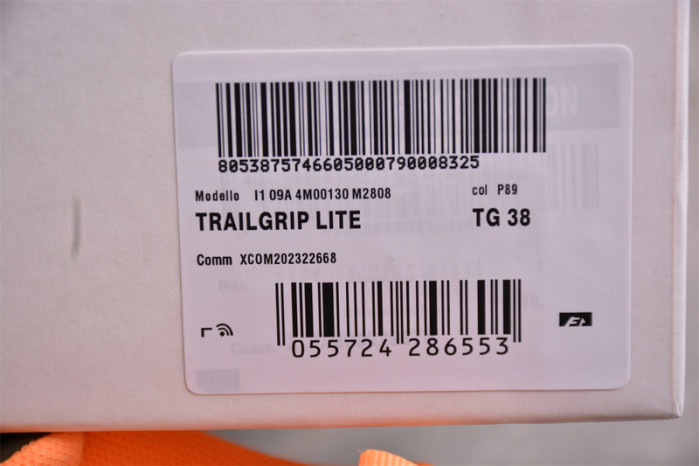 8053875746605000790008325
Modello I1 09A 4M00130 M2808 col P89
TRAILGRIP LITE TG 38
Comm XCOM202322668
055724 286553